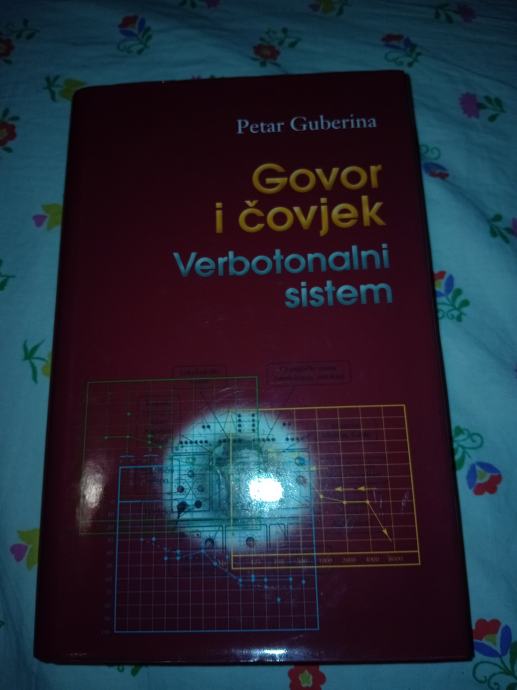 Petar Guberina
Govor
i čovjek
Verbotonalni
sistem